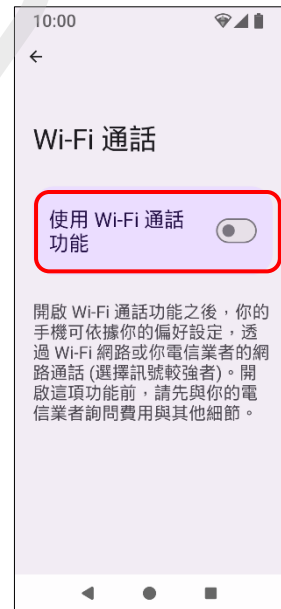 10:00
Wi-Fi 通話
使用 Wi-Fi 通話
功能
開啟 Wi-Fi 通話功能之後，你的
手機可依據你的偏好設定，透
過 Wi-Fi 網路或你電信業者的網
路通話 (選擇訊號較強者)。開
啟這項功能前，請先與你的電
信業者詢問費用與其他細節。